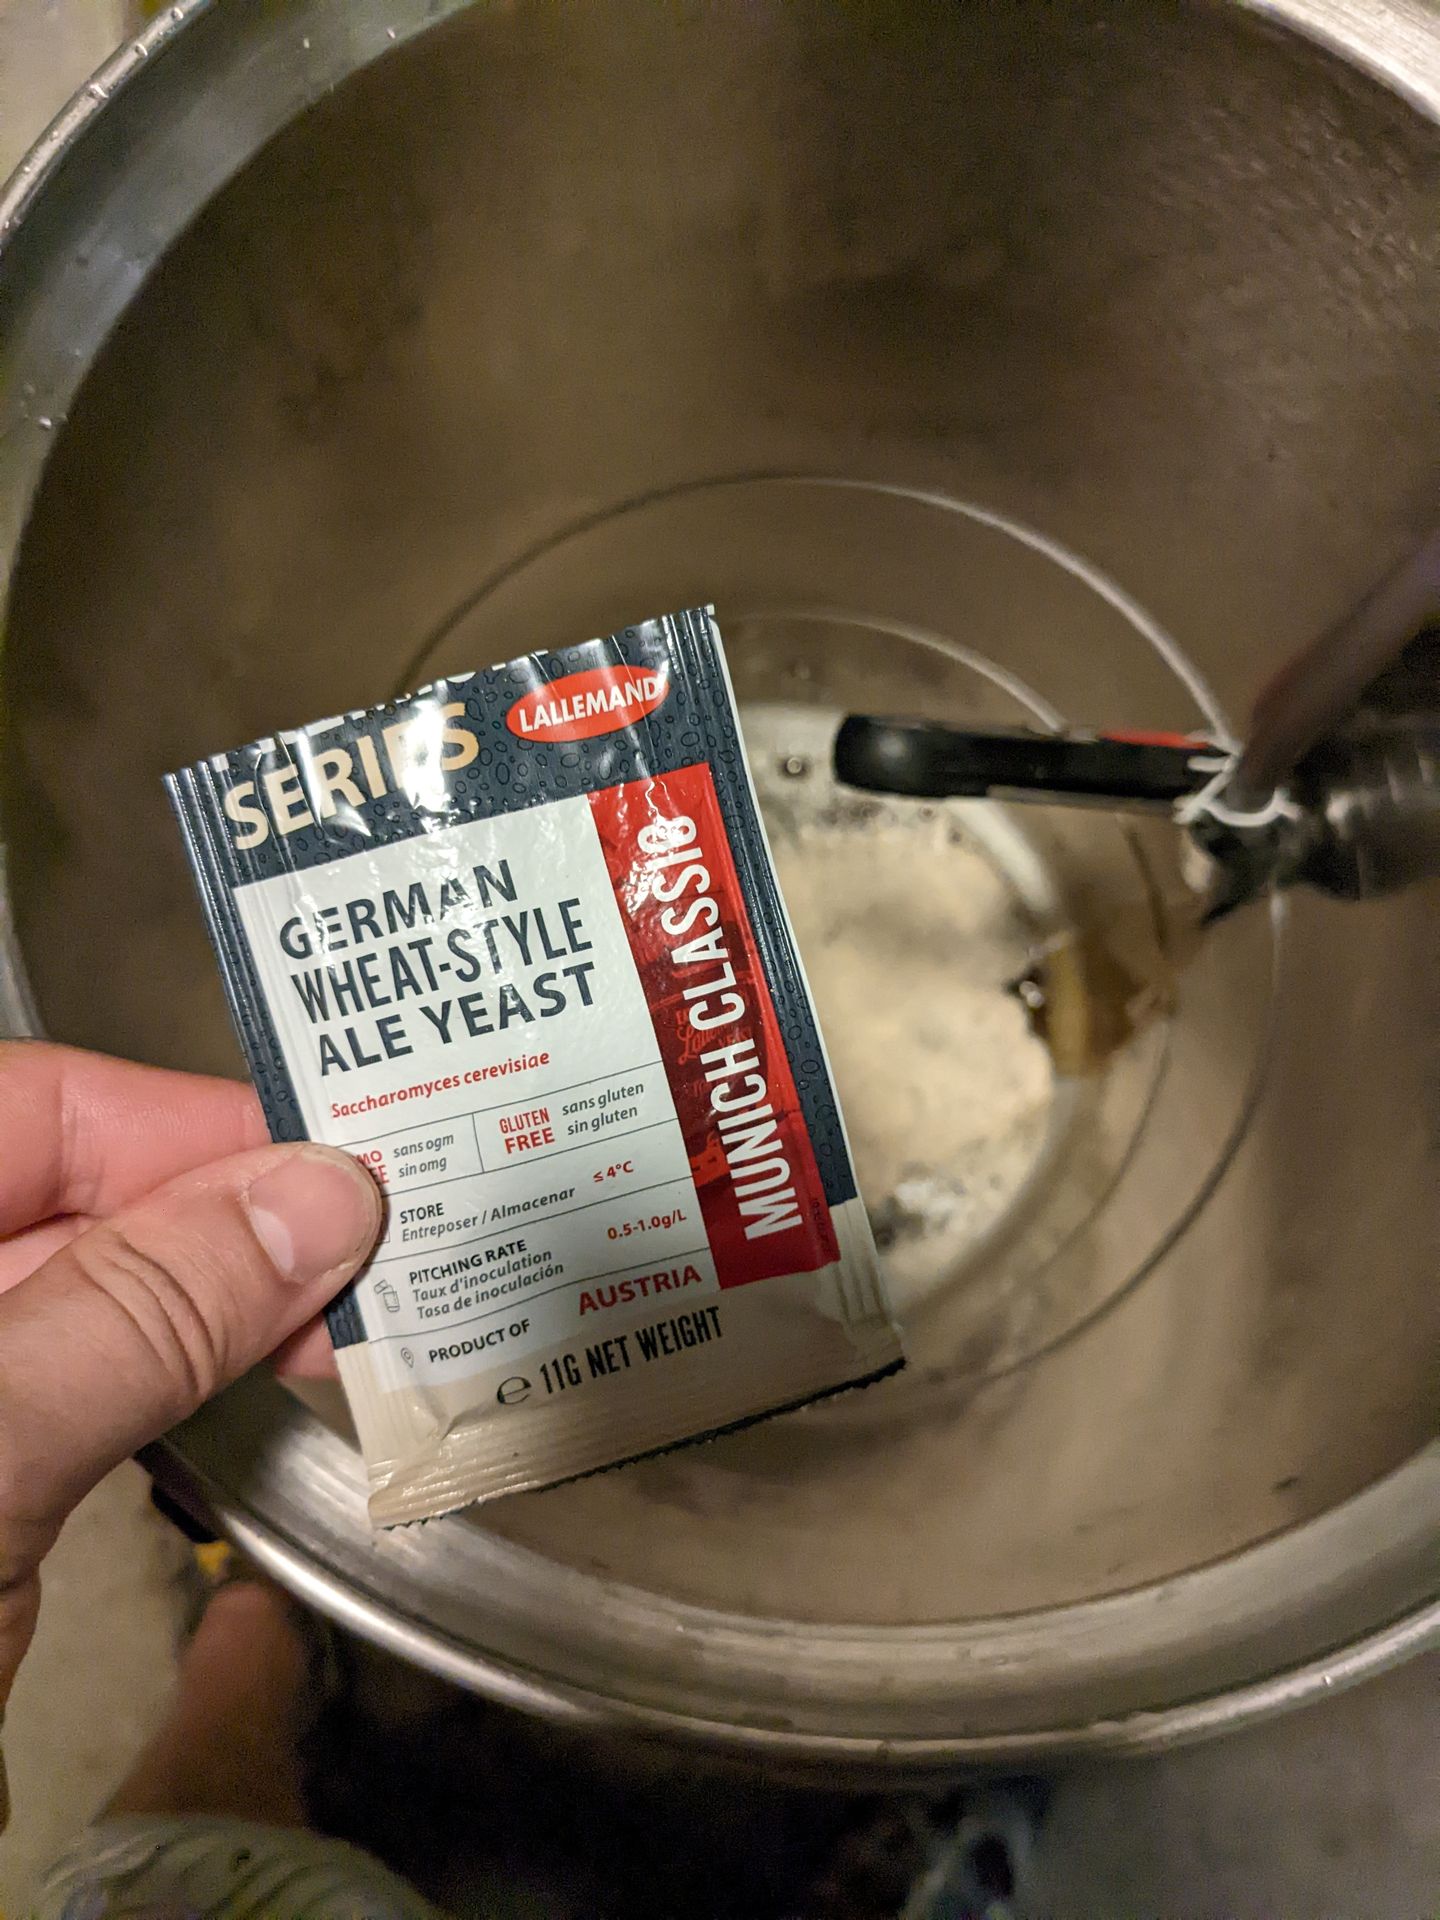 SERIES
LALLEMAND
GERMAN
WHEAT-STYLE
ALE YEAST
Saccharomyces cerevisiae
sans ogm
sin omg
GLUTEN
FREE
sans gluten
sin gluten
STORE
Entreposer / Almacenar
≤ 4°C
PITCHING RATE
Taux d'inoculation
Tasa de inoculación
0.5-1.0g/L
PRODUCT OF
AUSTRIA
℮ 11G NET WEIGHT
MUNICH CLASSIC